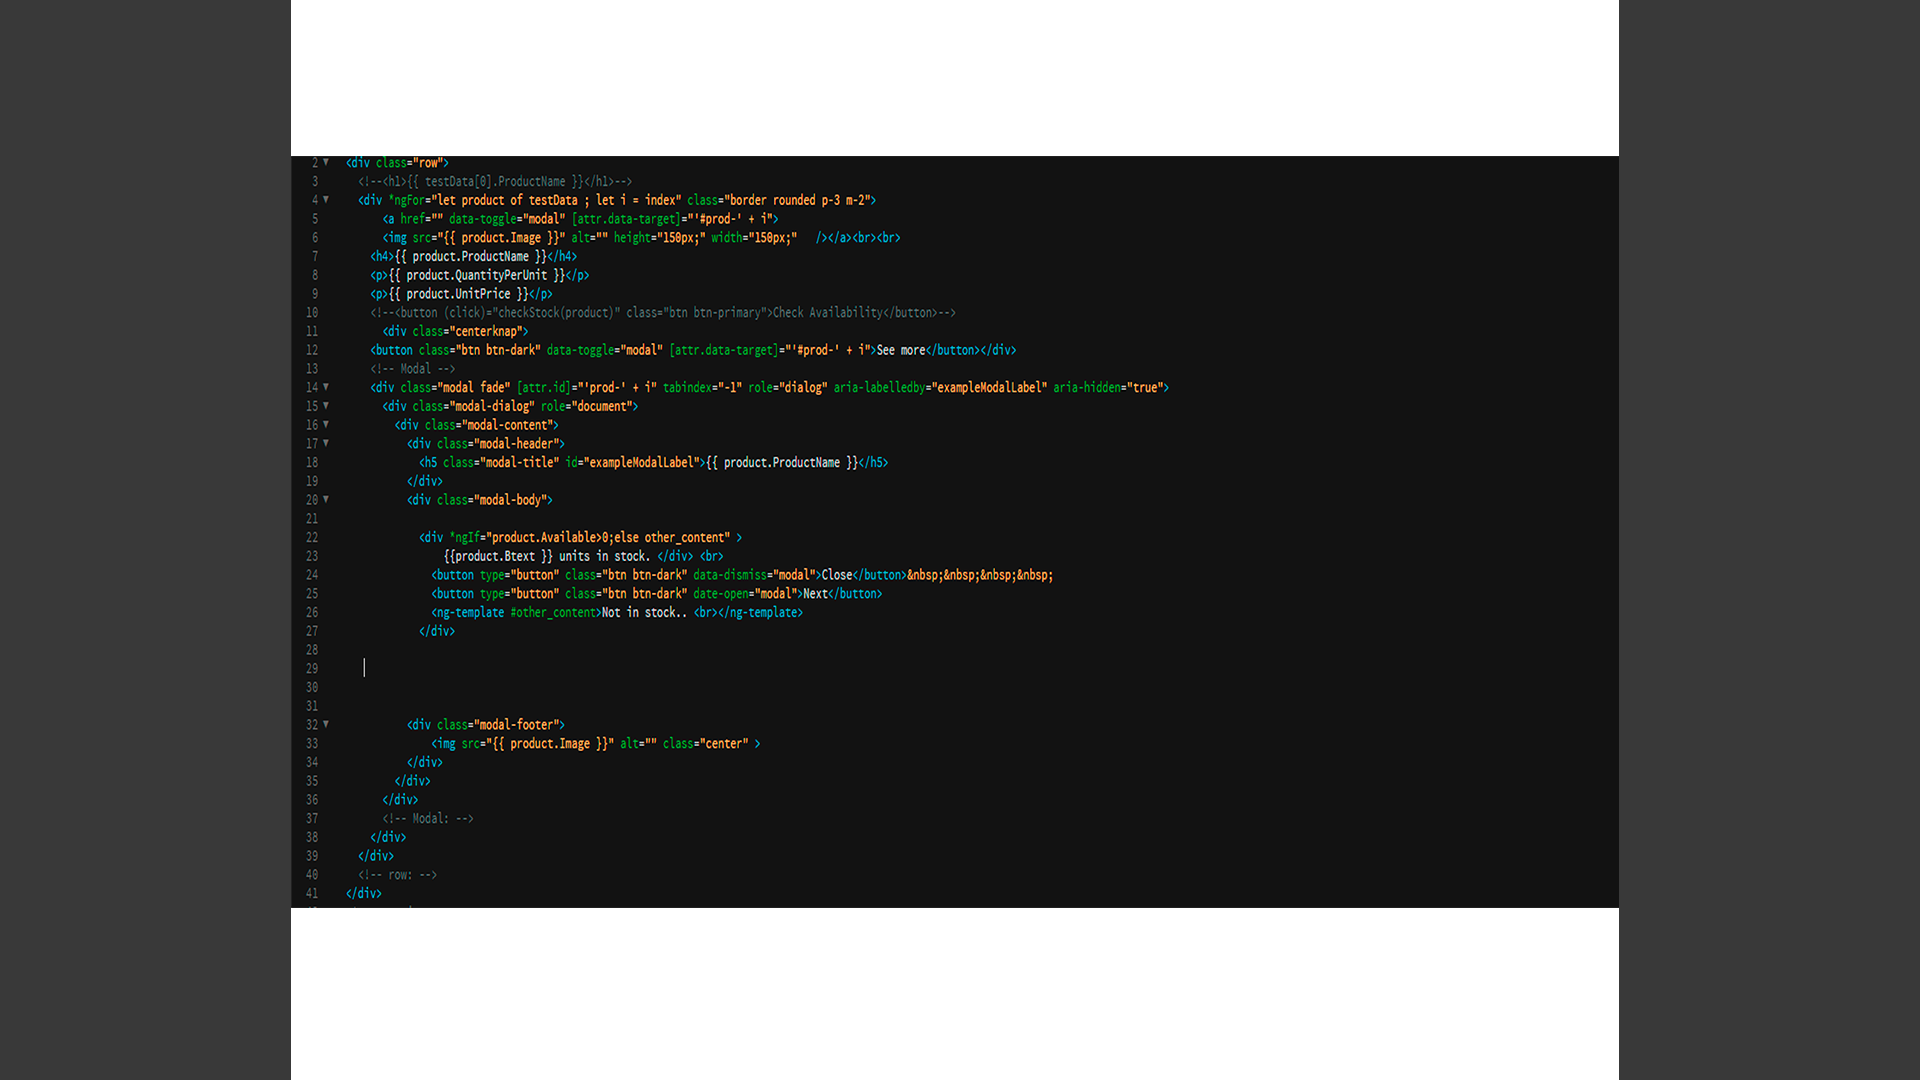 2 <div class="row">
3 <!--<h1>{{ testData[0].ProductName }}</h1>-->
4 <div *ngFor="let product of testData ; let i = index" class="border rounded p-3 m-2">
5 <a href="" data-toggle="modal" [attr.data-target]="'#prod-' + i">
6 <img src="{{ product.Image }}" alt="" height="150px;" width="150px;" /></a><br><br>
7 <h4>{{ product.ProductName }}</h4>
8 <p>{{ product.QuantityPerUnit }}</p>
9 <p>{{ product.UnitPrice }}</p>
10 <!--<button (click)="checkStock(product)" class="btn btn-primary">Check Availability</button>-->
11 <div class="centerknap">
12 <button class="btn btn-dark" data-toggle="modal" [attr.data-target]="'#prod-' + i">See more</button></div>
13 <!-- Modal -->
14 <div class="modal fade" [attr.id]="'prod-' + i" tabindex="-1" role="dialog" aria-labelledby="exampleModalLabel" aria-hidden="true">
15 <div class="modal-dialog" role="document">
16 <div class="modal-content">
17 <div class="modal-header">
18 <h5 class="modal-title" id="exampleModalLabel">{{ product.ProductName }}</h5>
19 </div>
20 <div class="modal-body">
21
22 <div *ngIf="product.Available>0;else other_content" >
23 {{product.Btext }} units in stock. </div> <br>
24 <button type="button" class="btn btn-dark" data-dismiss="modal">Close</button>&nbsp;&nbsp;&nbsp;&nbsp;
25 <button type="button" class="btn btn-dark" date-open="modal">Next</button>
26 <ng-template #other_content>Not in stock.. <br></ng-template>
27 </div>
28
29
30
31
32 <div class="modal-footer">
33 <img src="{{ product.Image }}" alt="" class="center" >
34 </div>
35 </div>
36 </div>
37 <!-- Modal: -->
38 </div>
39 </div>
40 <!-- row: -->
41 </div>